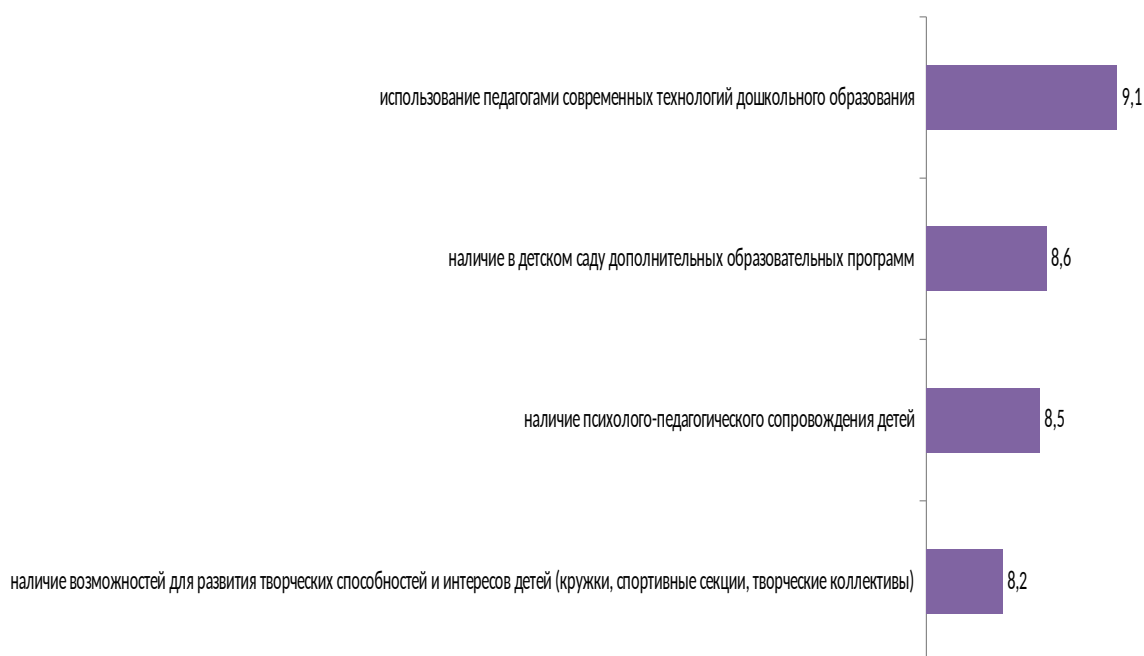 использование педагогами современных технологий дошкольного образования 9,1
наличие в детском саду дополнительных образовательных программ 8,6
наличие психолого-педагогического сопровождения детей 8,5
наличие возможностей для развития творческих способностей и интересов детей (кружки, спортивные секции, творческие коллективы) 8,2